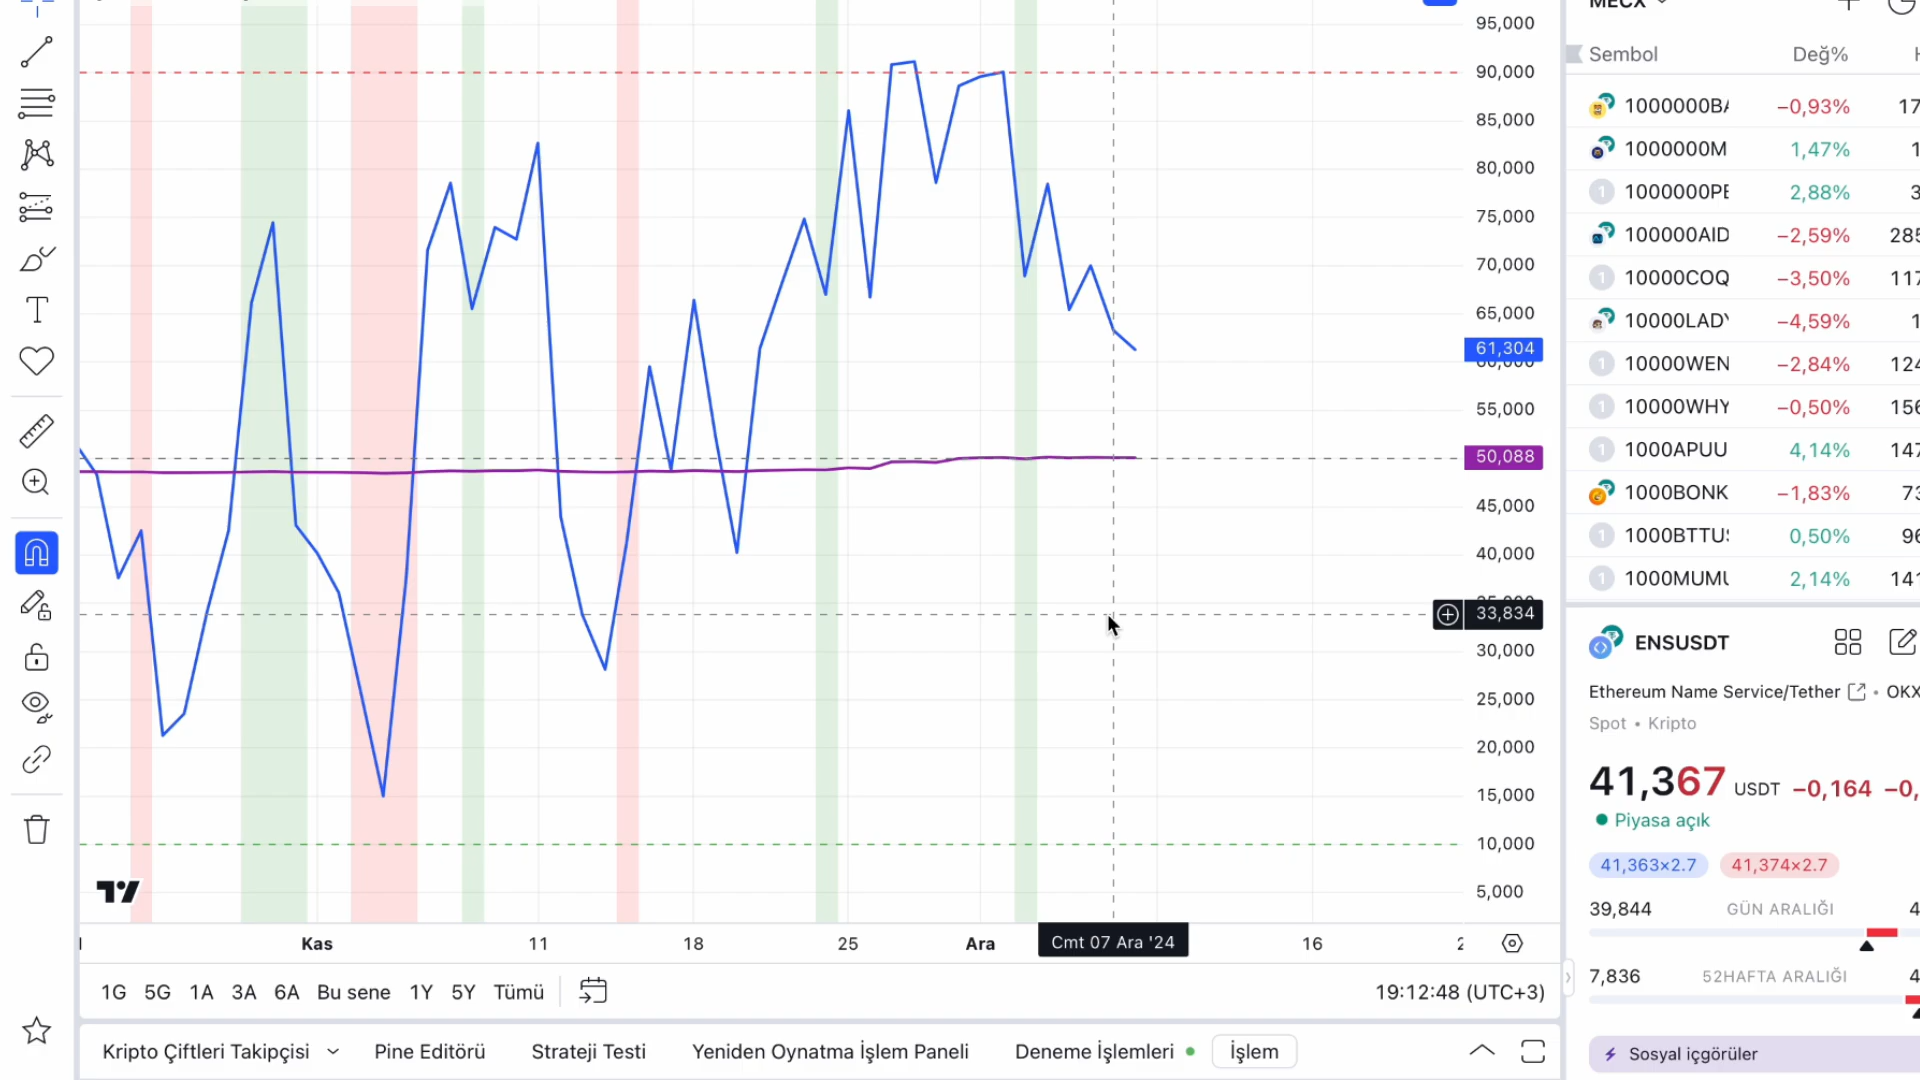 95,000
90,000
85,000
80,000
75,000
70,000
65,000
61,304
55,000
50,088
45,000
40,000
33,834
30,000
25,000
20,000
15,000
10,000
5,000
Kas
11
18
25
Ara
Cmt 07 Ara '24
16
1G 5G 1A 3A 6A Bu sene 1Y 5Y Tümü
19:12:48 (UTC+3)
Kripto Çiftleri Takipçisi Pine Editörü Strateji Testi Yeniden Oynatma İşlem Paneli Deneme İşlemleri İşlem
MECX
Sembol Değ%
1000000BA −0,93% 17
1000000M 1,47% 1
1000000PE 2,88% 3
100000AID −2,59% 285
10000COQ −3,50% 117
10000LADY −4,59% 1
10000WEN −2,84% 124
10000WHY −0,50% 156
1000APUU 4,14% 147
1000BONK −1,83% 73
1000BTTUS 0,50% 96
1000MUMU 2,14% 141
ENSUSDT
Ethereum Name Service/Tether • OKX
Spot • Kripto
41,367 USDT −0,164 −0,
Piyasa açık
41,363×2.7 41,374×2.7
39,844 GÜN ARALIĞI 4
7,836 52HAFTA ARALIĞI 4
Sosyal içgörüler